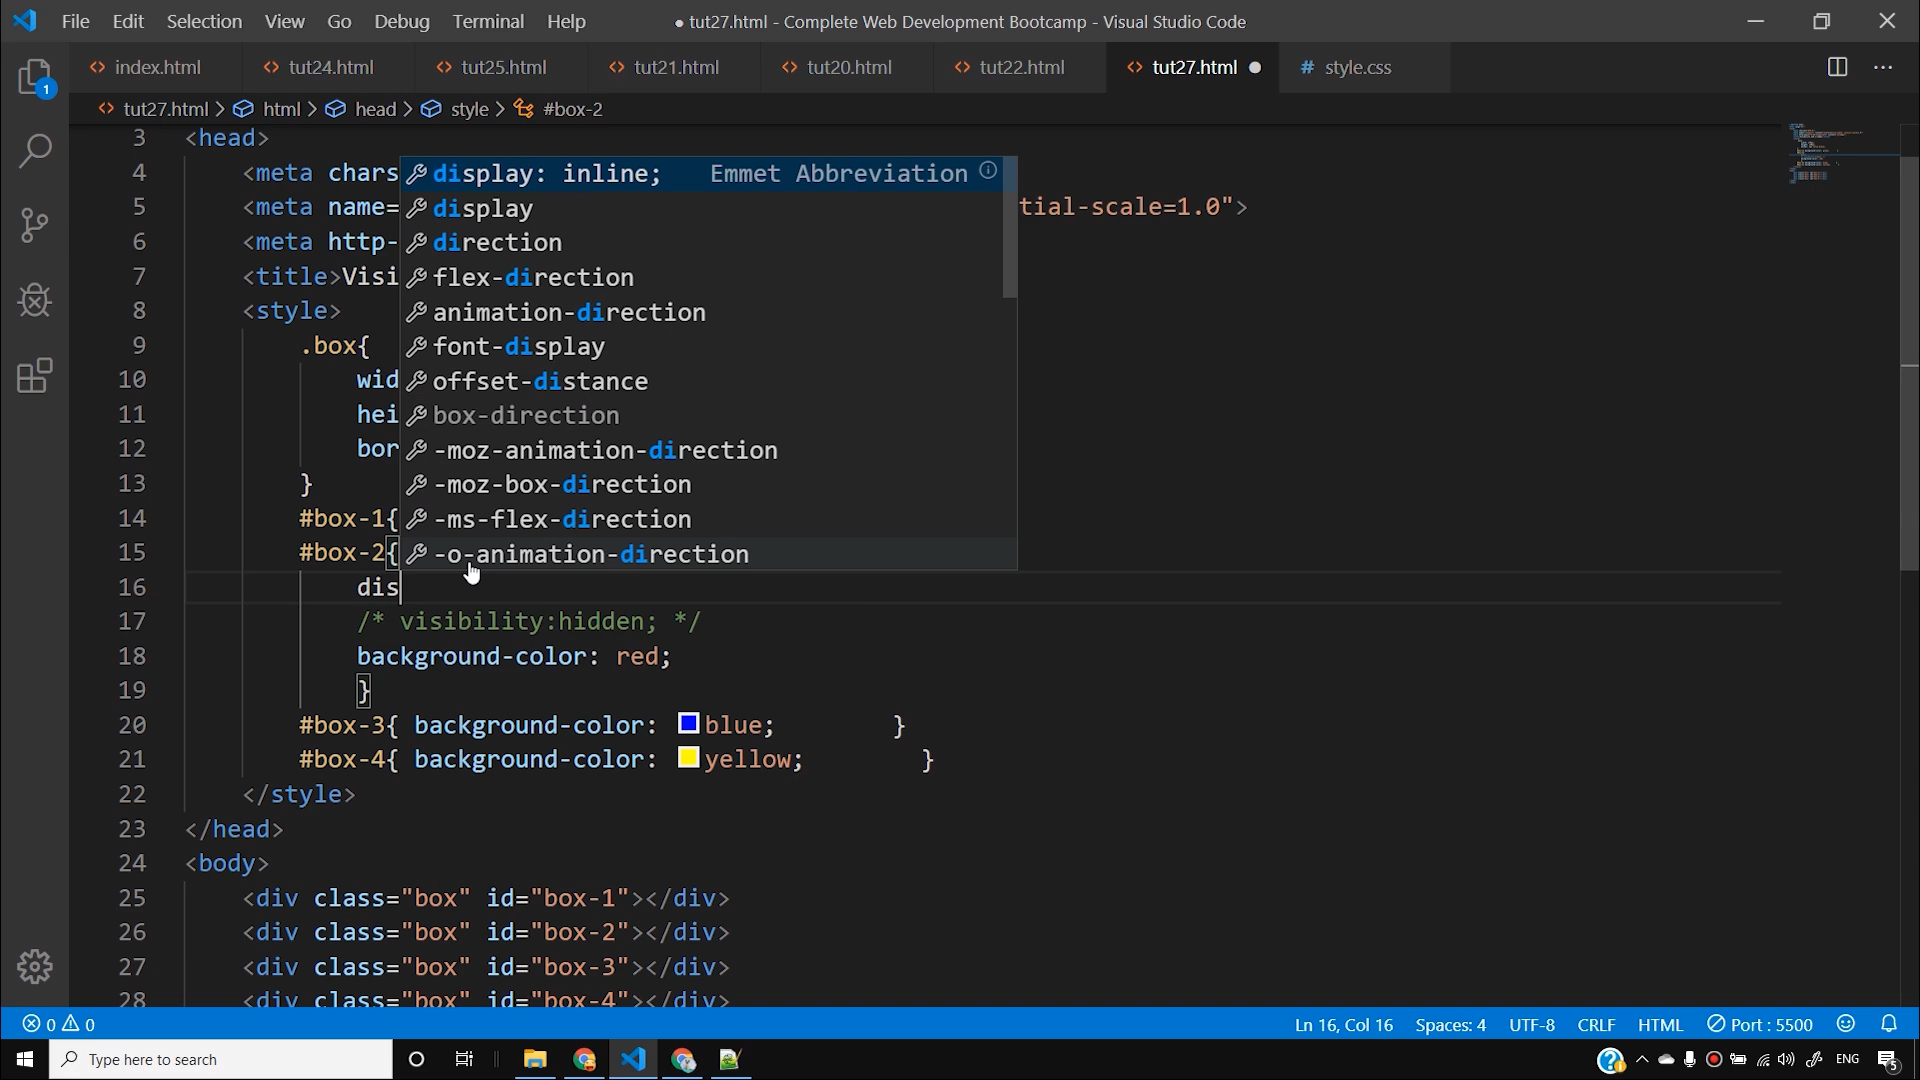 File Edit Selection View Go Debug Terminal Help ● tut27.html - Complete Web Development Bootcamp - Visual Studio Code
index.html tut24.html tut25.html tut21.html tut20.html tut22.html tut27.html # style.css
tut27.html > html > head > style > #box-2
1
3 <head>
4 <meta chars
5 <meta name= tial-scale=1.0">
6 <meta http-
7 <title>Visi
8 <style>
9 .box{
10 wid
11 hei
12 bor
13 }
14 #box-1{
15 #box-2{
display: inline; Emmet Abbreviation
display
direction
flex-direction
animation-direction
font-display
offset-distance
box-direction
-moz-animation-direction
-moz-box-direction
-ms-flex-direction
-o-animation-direction
16 dis
17 /* visibility:hidden; */
18 background-color: red;
19 }
20 #box-3{ background-color: blue; }
21 #box-4{ background-color: yellow; }
22 </style>
23 </head>
24 <body>
25 <div class="box" id="box-1"></div>
26 <div class="box" id="box-2"></div>
27 <div class="box" id="box-3"></div>
28 <div class="box" id="box-4"></div>
0 0 Ln 16, Col 16 Spaces: 4 UTF-8 CRLF HTML Port : 5500
Type here to search ENG 5